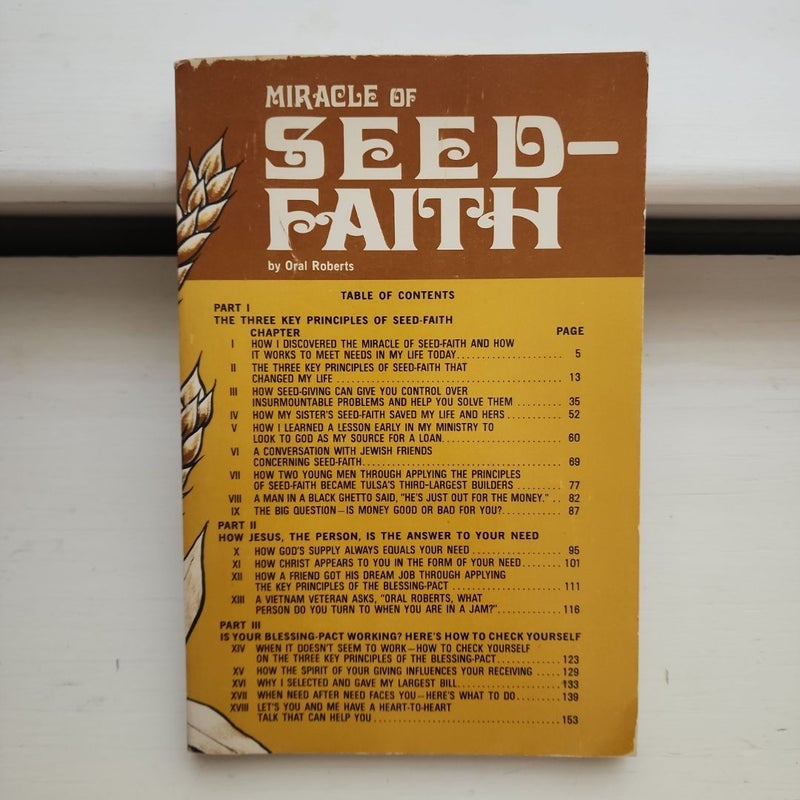 MIRACLE OF
SEED-
FAITH
by Oral Roberts
TABLE OF CONTENTS
PART I
THE THREE KEY PRINCIPLES OF SEED-FAITH
CHAPTER PAGE
I HOW I DISCOVERED THE MIRACLE OF SEED-FAITH AND HOW
IT WORKS TO MEET NEEDS IN MY LIFE TODAY. . . . . . . . . . . . . . . . . . . . 5
II THE THREE KEY PRINCIPLES OF SEED-FAITH THAT
CHANGED MY LIFE . . . . . . . . . . . . . . . . . . . . . . . . . . . . . . . . . . . . . . . . 13
III HOW SEED-GIVING CAN GIVE YOU CONTROL OVER
INSURMOUNTABLE PROBLEMS AND HELP YOU SOLVE THEM . . . . . . . . . 35
IV HOW MY SISTER'S SEED-FAITH SAVED MY LIFE AND HERS . . . . . . . . . . . 52
V HOW I LEARNED A LESSON EARLY IN MY MINISTRY TO
LOOK TO GOD AS MY SOURCE FOR A LOAN. . . . . . . . . . . . . . . . . . . . . . 60
VI A CONVERSATION WITH JEWISH FRIENDS
CONCERNING SEED-FAITH. . . . . . . . . . . . . . . . . . . . . . . . . . . . . . . . . . . 69
VII HOW TWO YOUNG MEN THROUGH APPLYING THE PRINCIPLES
OF SEED-FAITH BECAME TULSA'S THIRD-LARGEST BUILDERS . . . . . . . . . 77
VIII A MAN IN A BLACK GHETTO SAID, "HE'S JUST OUT FOR THE MONEY." . . 82
IX THE BIG QUESTION—IS MONEY GOOD OR BAD FOR YOU?. . . . . . . . . . . . 87
PART II
HOW JESUS, THE PERSON, IS THE ANSWER TO YOUR NEED
X HOW GOD'S SUPPLY ALWAYS EQUALS YOUR NEED . . . . . . . . . . . . . . . . . 95
XI HOW CHRIST APPEARS TO YOU IN THE FORM OF YOUR NEED . . . . . . . . 101
XII HOW A FRIEND GOT HIS DREAM JOB THROUGH APPLYING
THE KEY PRINCIPLES OF THE BLESSING-PACT . . . . . . . . . . . . . . . . . . . . 111
XIII A VIETNAM VETERAN ASKS, "ORAL ROBERTS, WHAT
PERSON DO YOU TURN TO WHEN YOU ARE IN A JAM?". . . . . . . . . . . . . 116
PART III
IS YOUR BLESSING-PACT WORKING? HERE'S HOW TO CHECK YOURSELF
XIV WHEN IT DOESN'T SEEM TO WORK—HOW TO CHECK YOURSELF
ON THE THREE KEY PRINCIPLES OF THE BLESSING-PACT. . . . . . . . . . . . . 123
XV HOW THE SPIRIT OF YOUR GIVING INFLUENCES YOUR RECEIVING . . . . . 129
XVI WHY I SELECTED AND GAVE MY LARGEST BILL. . . . . . . . . . . . . . . . . . . 133
XVII WHEN NEED AFTER NEED FACES YOU—HERE'S WHAT TO DO. . . . . . . . . 139
XVIII LET'S YOU AND ME HAVE A HEART-TO-HEART
TALK THAT CAN HELP YOU . . . . . . . . . . . . . . . . . . . . . . . . . . . . . . . . . . 153